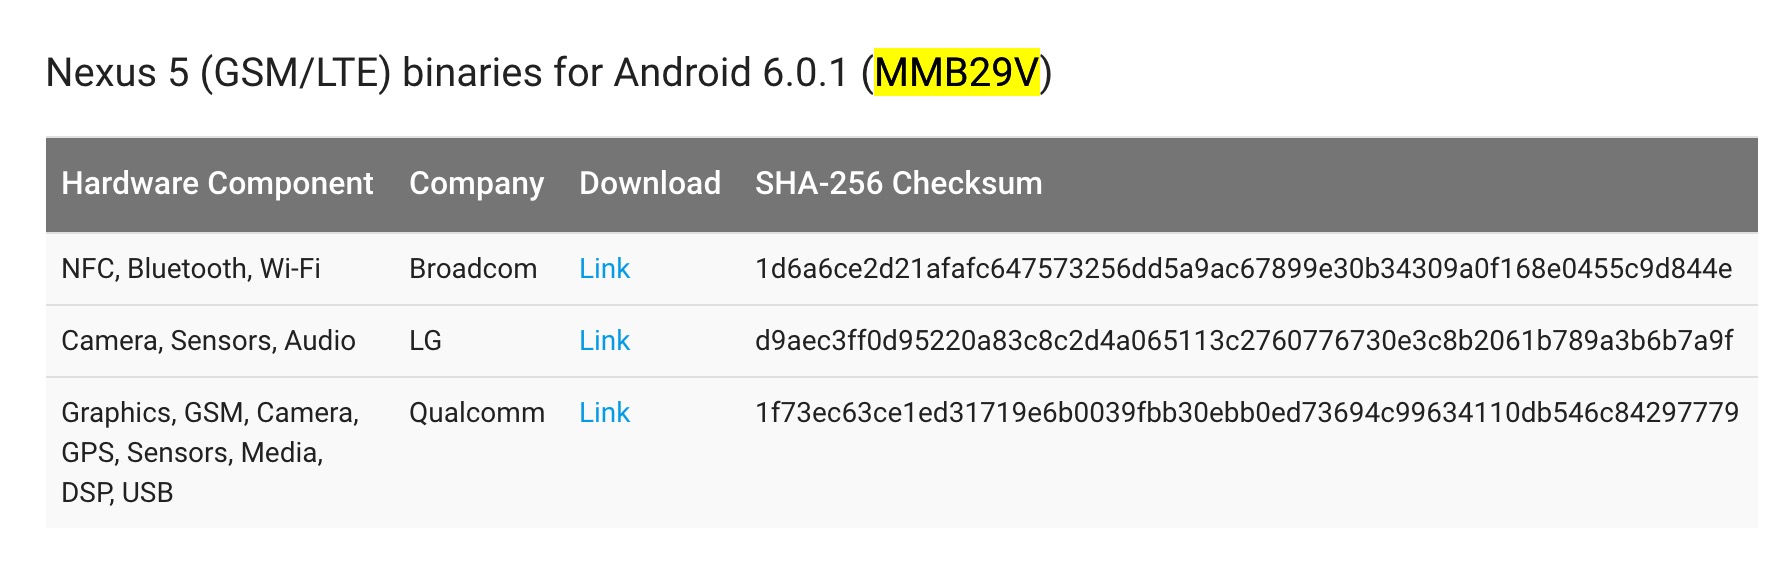 Nexus 5 (GSM/LTE) binaries for Android 6.0.1 (MMB29V)
Hardware Component Company Download SHA-256 Checksum
NFC, Bluetooth, Wi-Fi Broadcom Link 1d6a6ce2d21afafc647573256dd5a9ac67899e30b34309a0f168e0455c9d844e
Camera, Sensors, Audio LG Link d9aec3ff0d95220a83c8c2d4a065113c2760776730e3c8b2061b789a3b6b7a9f
Graphics, GSM, Camera, Qualcomm Link 1f73ec63ce1ed31719e6b0039fbb30ebb0ed73694c99634110db546c84297779
GPS, Sensors, Media,
DSP, USB